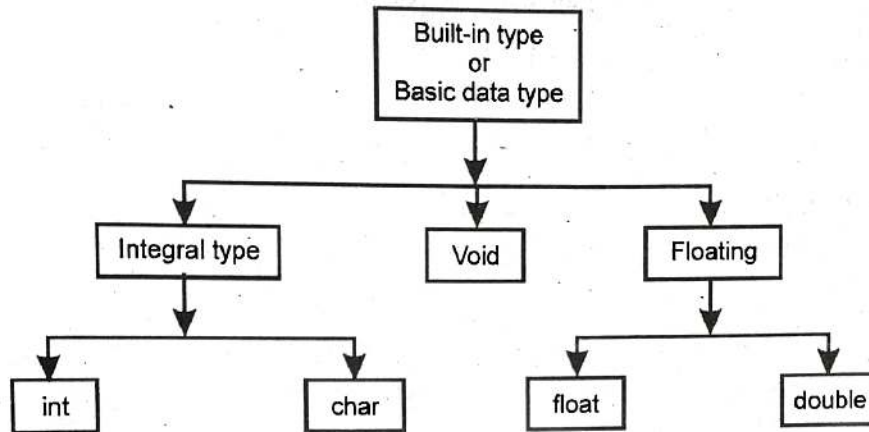 Built-in type
or
Basic data type
Integral type
Void
Floating
int
char
float
double